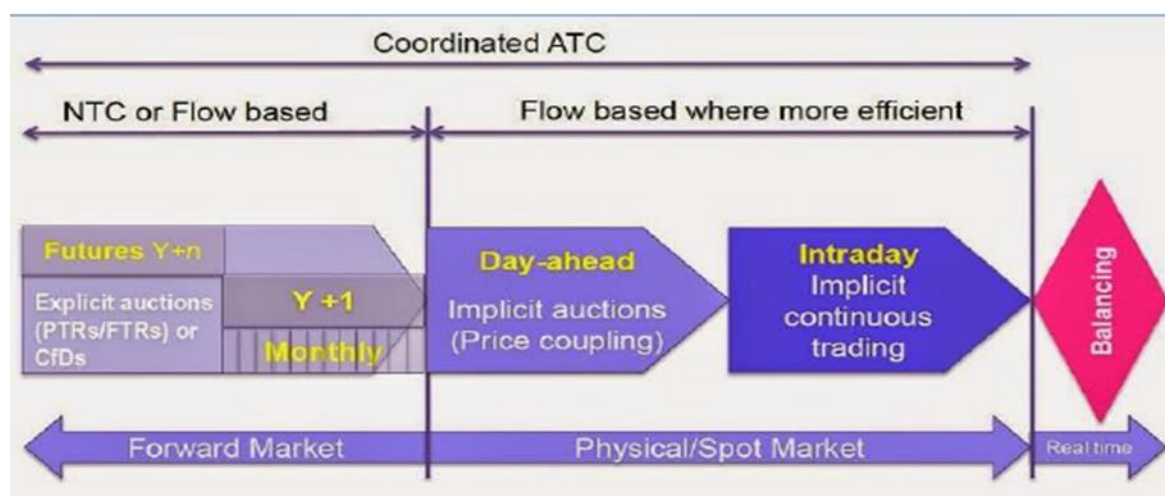 Coordinated ATC
NTC or Flow based
Flow based where more efficient
Futures Y+n
Explicit auctions
(PTRs/FTRs) or
CfDs
Y +1
Monthly
Day-ahead
Implicit auctions
(Price coupling)
Intraday
Implicit
continuous
trading
Balancing
Forward Market
Physical/Spot Market
Real time